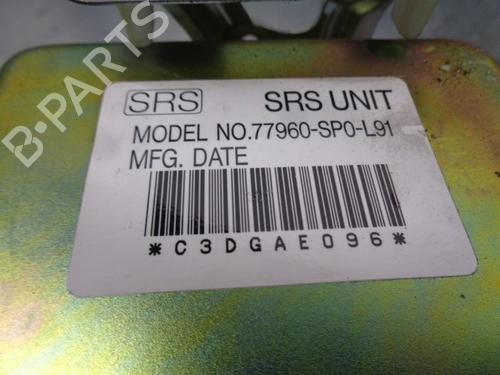 SRS SRS UNIT
MODEL NO.77960-SP0-L91
MFG. DATE
*C3DGAE096*
B-PARTS